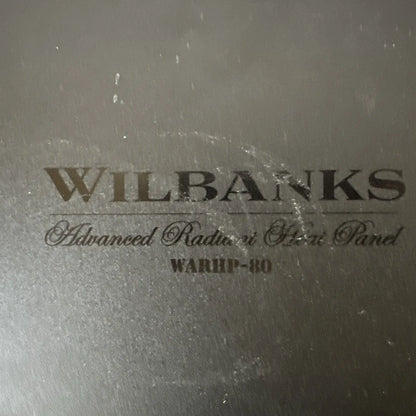 WILBANKS
Advanced Radiant Heat Panel
WARHP-80